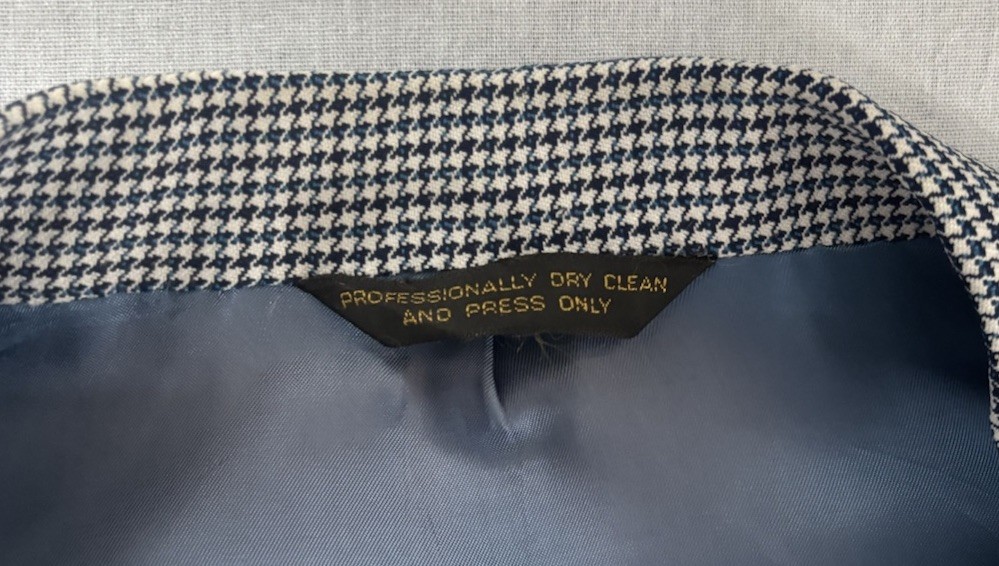 PROFESSIONALLY DRY CLEAN
AND PRESS ONLY